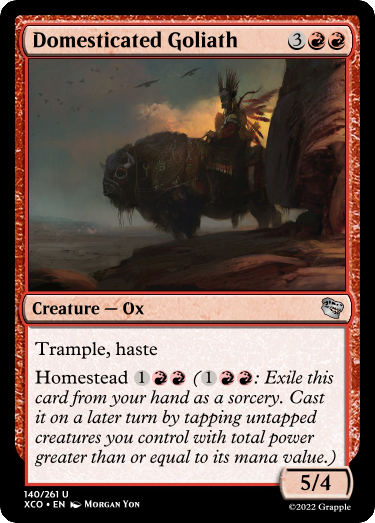 Domesticated Goliath 3
Creature — Ox
Trample, haste
Homestead 1 (1 : Exile this
card from your hand as a sorcery. Cast
it on a later turn by tapping untapped
creatures you control with total power
greater than or equal to its mana value.)
5/4
140/261 U
XCO • EN Morgan Yon
©2022 Grapple